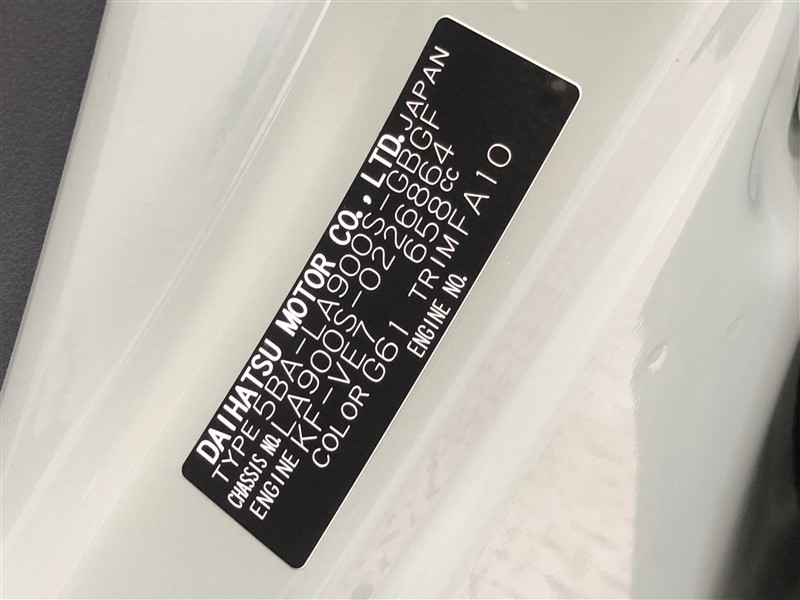 DAIHATSU MOTOR CO., LTD. JAPAN
TYPE 5BA-LA900S-GBGF
CHASSIS NO. LA900S-0226864
ENGINE KF-VE7 658cc
COLOR G61 TRIM FA10
ENGINE NO.